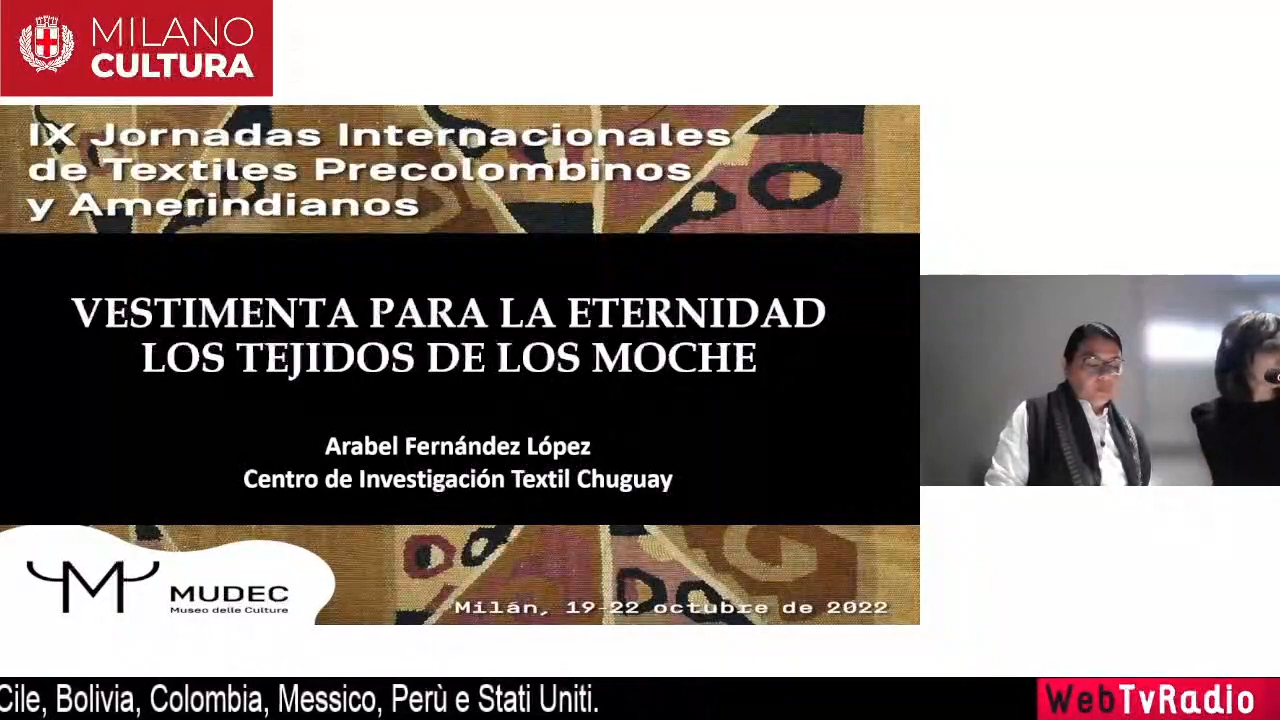 MILANO
CULTURA
IX Jornadas Internacionales
de Textiles Precolombinos
y Amerindianos
VESTIMENTA PARA LA ETERNIDAD
LOS TEJIDOS DE LOS MOCHE
Arabel Fernández López
Centro de Investigación Textil Chuguay
M MUDEC
Museo delle Culture
Milán, 19-22 octubre de 2022
Cile, Bolivia, Colombia, Messico, Perù e Stati Uniti.
WebTvRadio